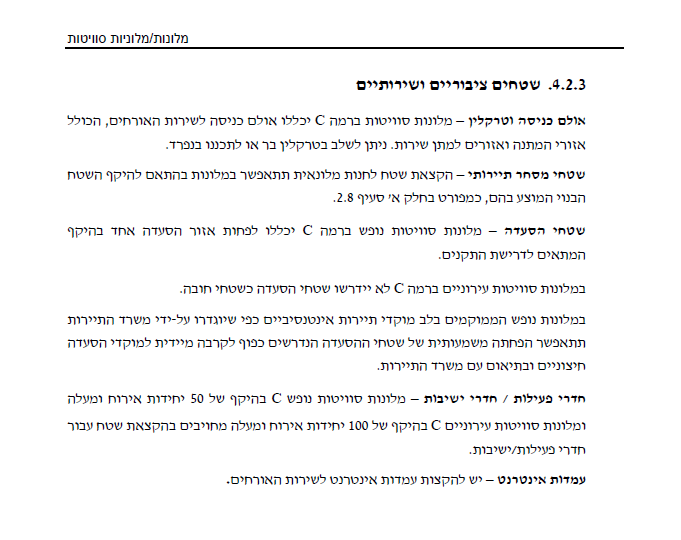 מלונות/מלוניות סוויטות
4.2.3. שטחים ציבוריים ושירותיים
אולם כניסה וטרקלין – מלונות סוויטות ברמה C יכללו אולם כניסה לשירות האורחים, הכולל
אזורי המתנה ואזורים למתן שירות. ניתן לשלב בטרקלין בר או לתכננו בנפרד.
שטחי מסחר תיירותי – הקצאת שטח לחנות מלונאית תתאפשר במלונות בהתאם להיקף השטח
הבנוי המוצע בהם, כמפורט בחלק א' סעיף 2.8.
שטחי הסעדה – מלונות סוויטות נופש ברמה C יכללו לפחות אזור הסעדה אחד בהיקף
המתאים לדרישת התקנים.
במלונות סוויטות עירוניים ברמה C לא יידרשו שטחי הסעדה כשטחי חובה.
במלונות נופש הממוקמים בלב מוקדי תיירות אינטנסיביים כפי שיוגדרו על-ידי משרד התיירות
תתאפשר הפחתה משמעותית של שטחי ההסעדה הנדרשים כפוף לקרבה מיידית למוקדי הסעדה
חיצוניים ובתיאום עם משרד התיירות.
חדרי פעילות / חדרי ישיבות – מלונות סוויטות נופש C בהיקף של 50 יחידות אירוח ומעלה
ומלונות סוויטות עירוניים C בהיקף של 100 יחידות אירוח ומעלה מחויבים בהקצאת שטח עבור
חדרי פעילות/ישיבות.
עמדות אינטרנט – יש להקצות עמדות אינטרנט לשירות האורחים.